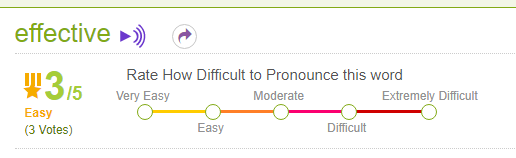 effective
3/5
Easy
(3 Votes)
Rate How Difficult to Pronounce this word
Very Easy
Moderate
Extremely Difficult
Easy
Difficult